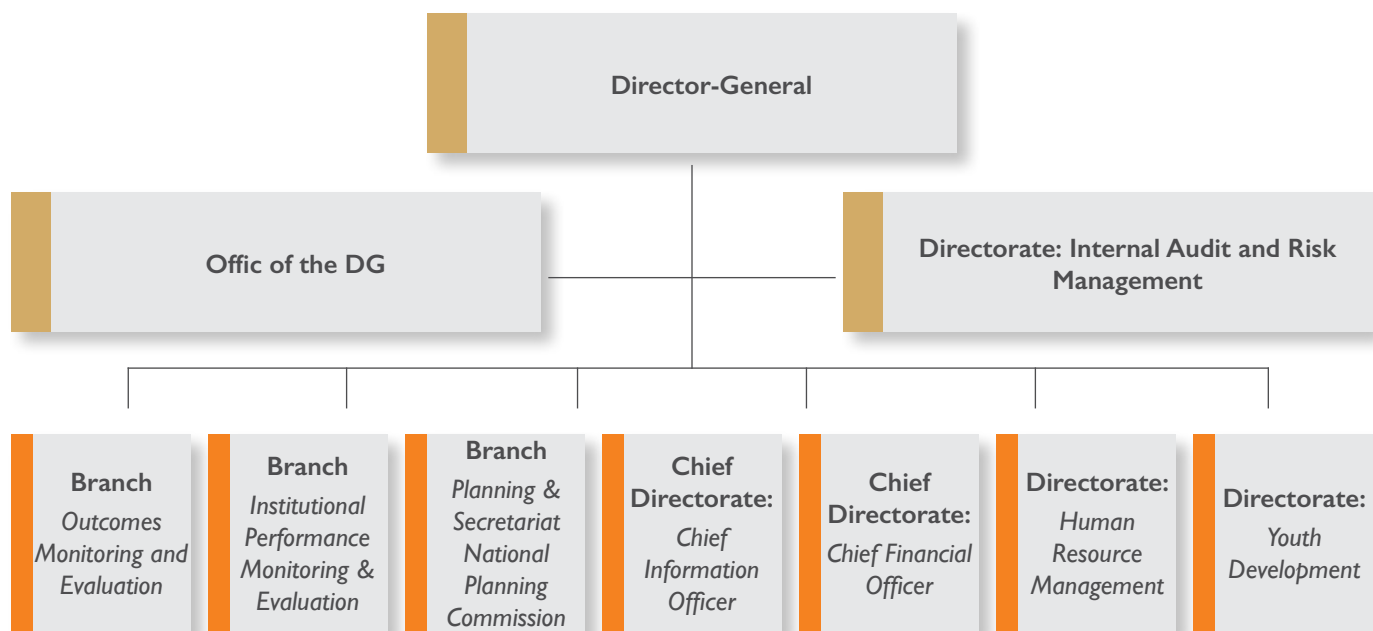 Director-General
Offic of the DG
Directorate: Internal Audit and Risk
Management
Branch
Outcomes
Monitoring and
Evaluation
Branch
Institutional
Performance
Monitoring &
Evaluation
Branch
Planning &
Secretariat
National
Planning
Commission
Chief
Directorate:
Chief
Information
Officer
Chief
Directorate:
Chief Financial
Officer
Directorate:
Human
Resource
Management
Directorate:
Youth
Development